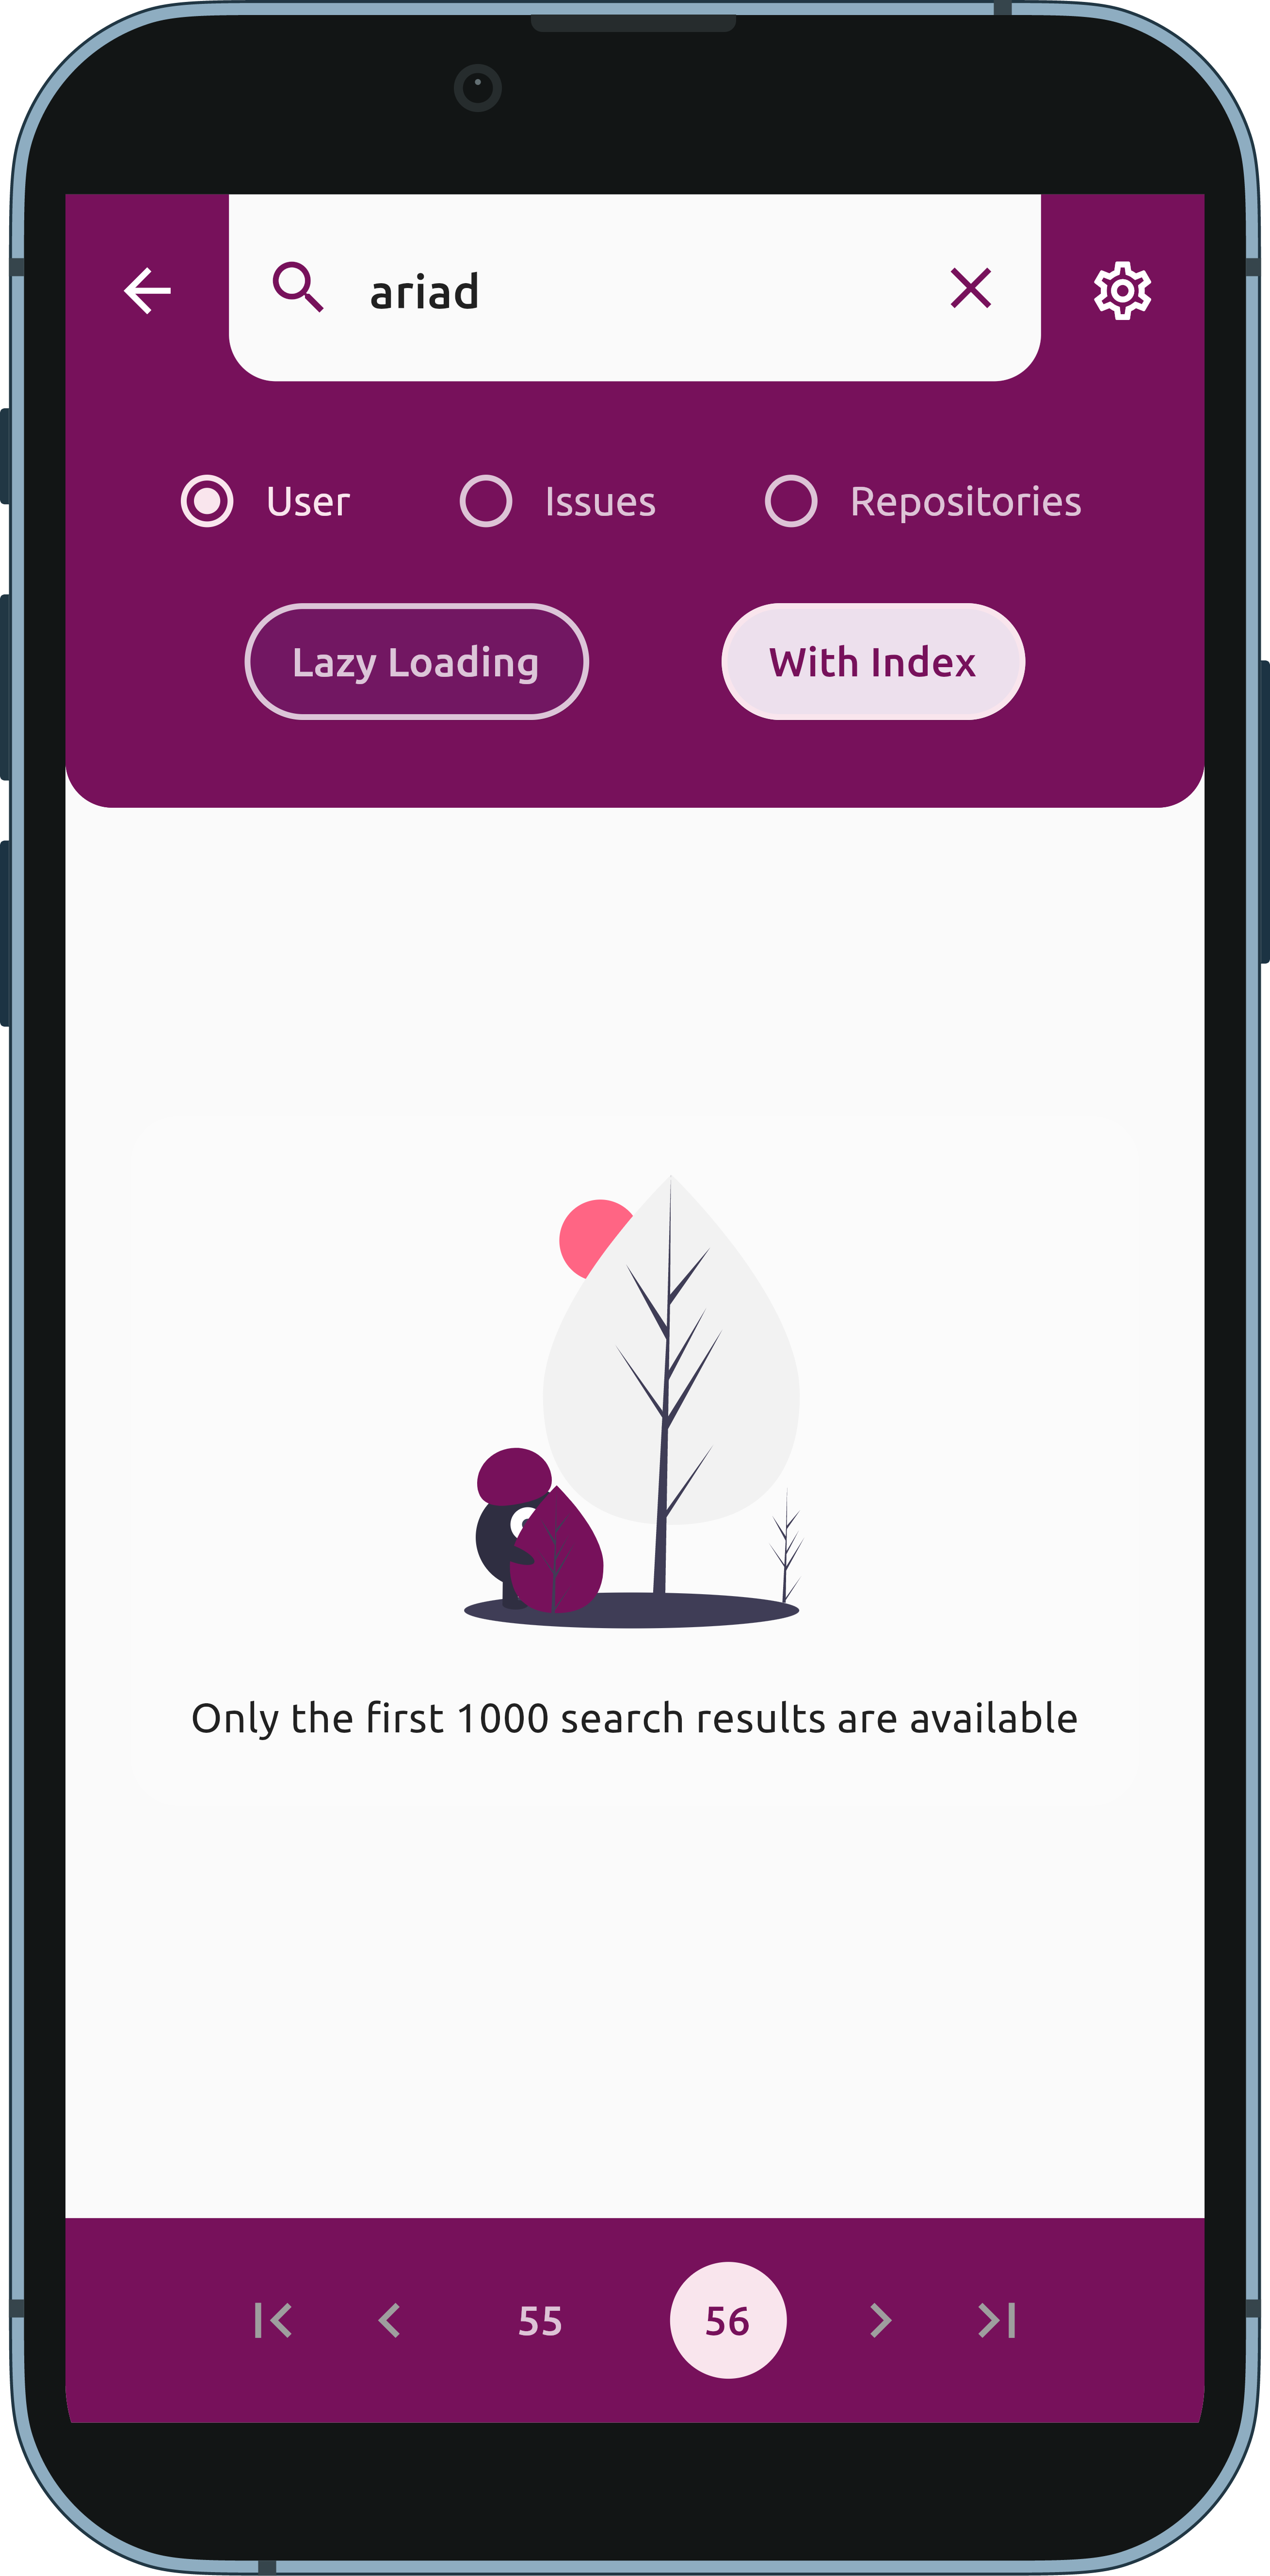 ariad
User Issues Repositories
Lazy Loading With Index
Only the first 1000 search results are available
55 56